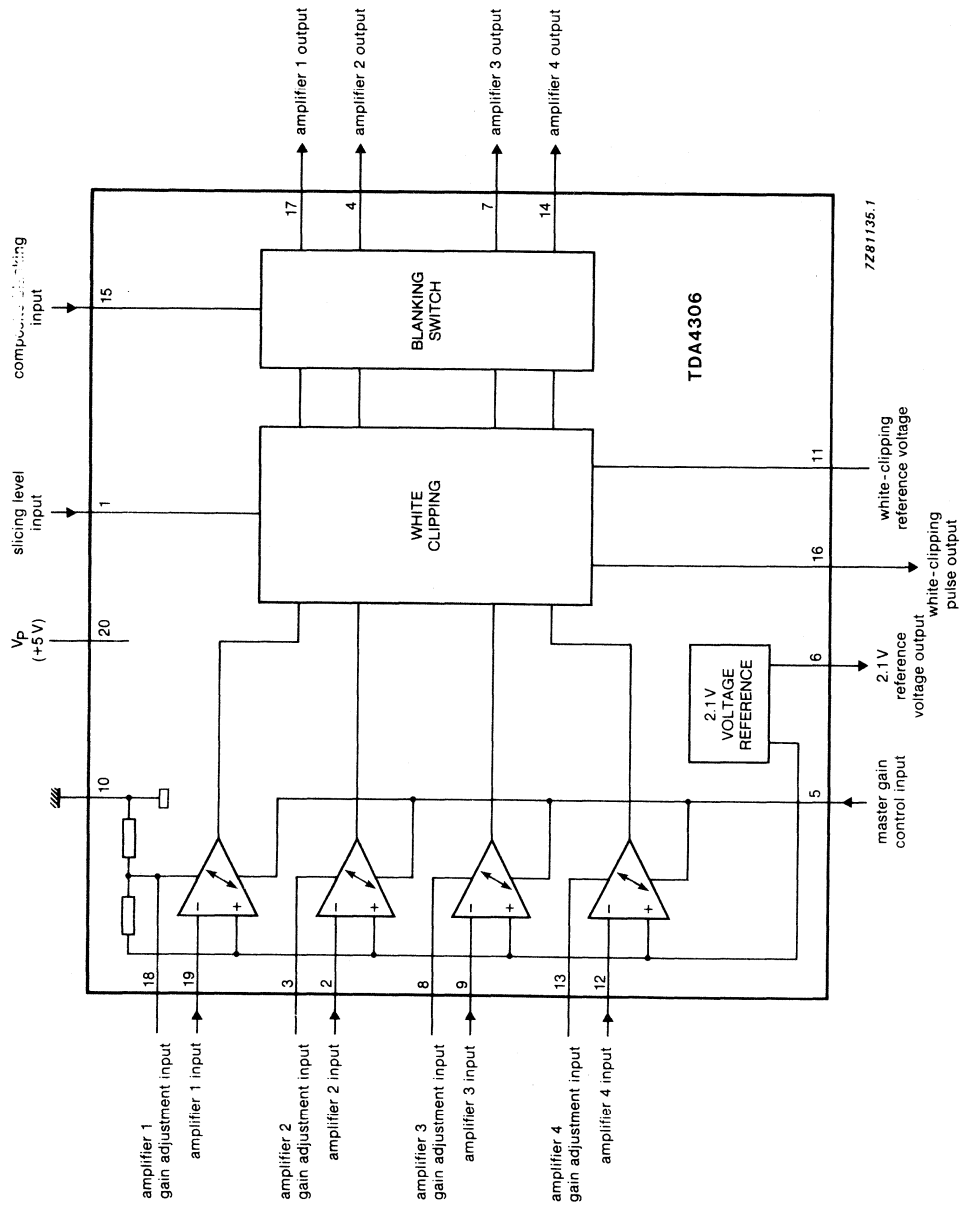 amplifier 1 output
amplifier 2 output
amplifier 3 output
amplifier 4 output
17
4
7
14
input
15
BLANKING
SWITCH
TDA4306
7Z81135.1
slicing level
input
1
WHITE
CLIPPING
11
white-clipping
reference voltage
16
white-clipping
pulse output
VP
(+5 V)
20
2.1 V
VOLTAGE
REFERENCE
6
2.1 V
reference
voltage output
10
5
master gain
control input
−
+
−
+
−
+
−
+
18
19
3
2
8
9
13
12
amplifier 1
gain adjustment input
amplifier 1 input
amplifier 2
gain adjustment input
amplifier 2 input
amplifier 3
gain adjustment input
amplifier 3 input
amplifier 4
gain adjustment input
amplifier 4 input